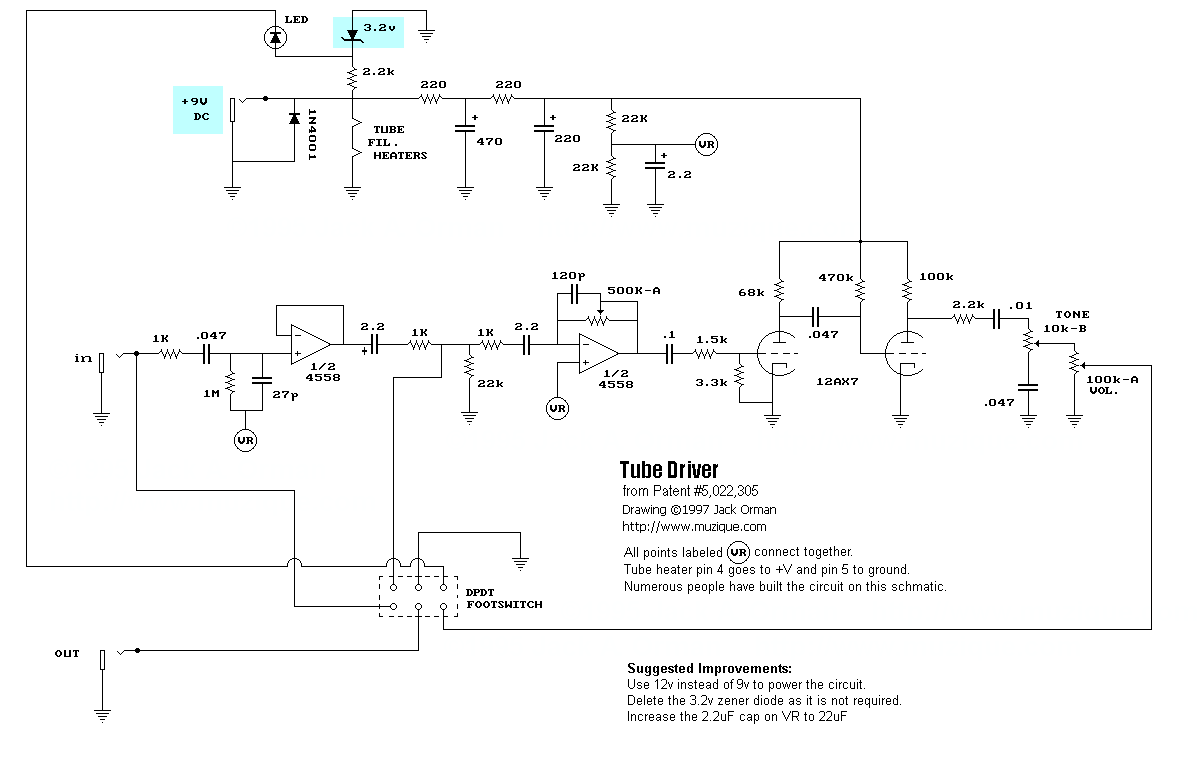 LED
3.2v
2.2k
220
220
+9V
DC
1N4001
TUBE
FIL.
HEATERS
+
470
+
220
22K
VR
22K
+
2.2
120p
500K-A
68k
470k
100k
1K
.047
2.2
+
1K
1K
2.2
.1
1.5k
.047
2.2k
.01
TONE
10k-B
in
-
+
-
+
1/2
4558
1/2
4558
1M
27p
22k
3.3k
12AX7
100k-A
VOL.
.047
VR
VR
Tube Driver
from Patent #5,022,305
Drawing ©1997 Jack Orman
http://www.muzique.com
All points labeled VR connect together.
Tube heater pin 4 goes to +V and pin 5 to ground.
Numerous people have built the circuit on this schmatic.
DPDT
FOOTSWITCH
OUT
Suggested Improvements:
Use 12v instead of 9v to power the circuit.
Delete the 3.2v zener diode as it is not required.
Increase the 2.2uF cap on VR to 22uF